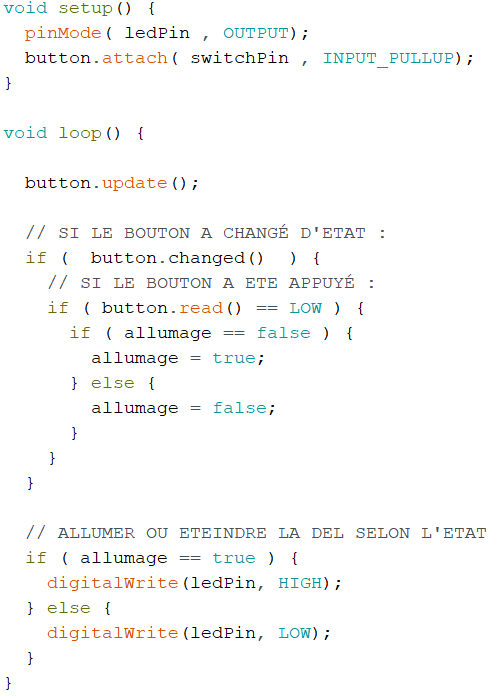 void setup() {
  pinMode( ledPin , OUTPUT);
  button.attach( switchPin , INPUT_PULLUP);
}

void loop() {

  button.update();

  // SI LE BOUTON A CHANGÉ D'ETAT :
  if (  button.changed()  ) {
    // SI LE BOUTON A ETE APPUYÉ :
    if ( button.read() == LOW ) {
      if ( allumage == false ) {
        allumage = true;
      } else {
        allumage = false;
      }
    }
  }

  // ALLUMER OU ETEINDRE LA DEL SELON L'ETAT
  if ( allumage == true ) {
    digitalWrite(ledPin, HIGH);
  } else {
    digitalWrite(ledPin, LOW);
  }
}